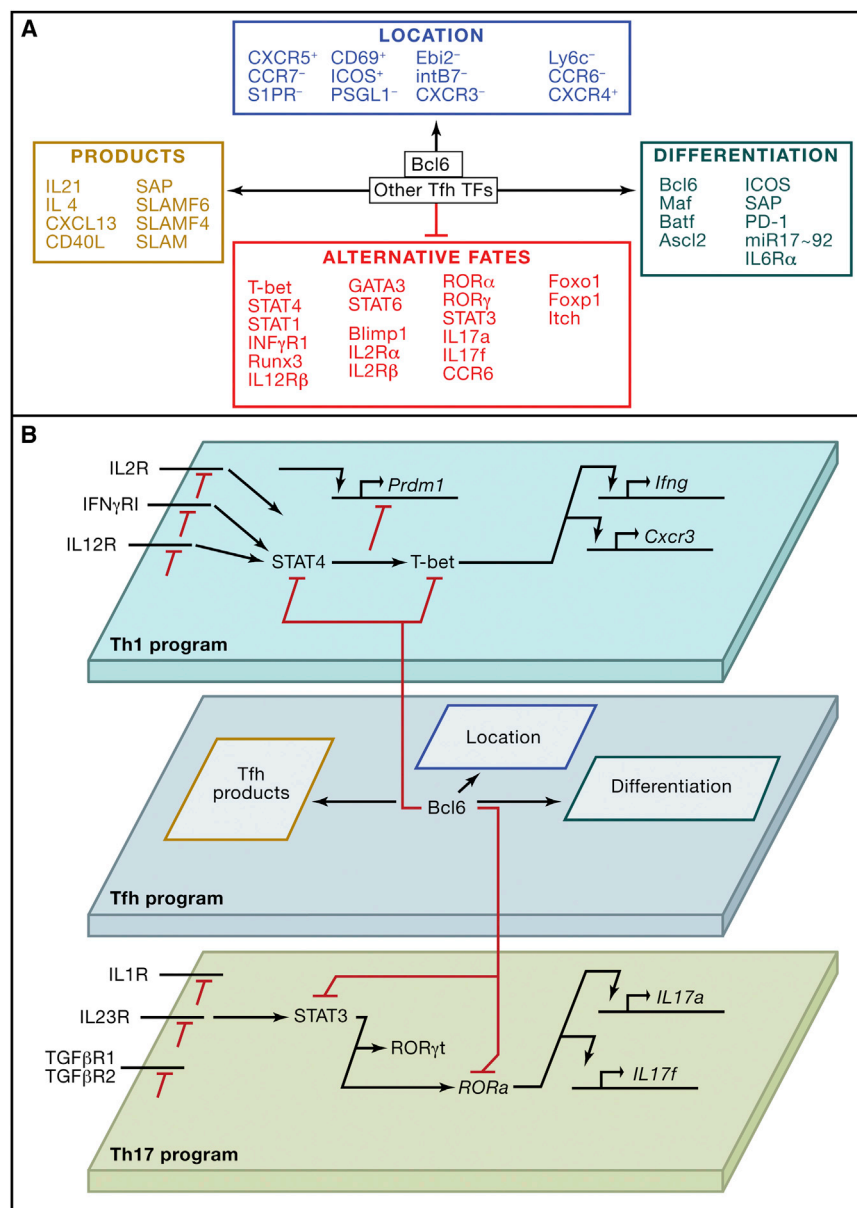 A
LOCATION
CXCR5⁺ CD69⁺ Ebi2⁻ Ly6c⁻
CCR7⁻ ICOS⁺ intB7⁻ CCR6⁻
S1PR⁻ PSGL1⁻ CXCR3⁻ CXCR4⁺
PRODUCTS
IL21 SAP
IL 4 SLAMF6
CXCL13 SLAMF4
CD40L SLAM
Bcl6
Other Tfh TFs
DIFFERENTIATION
Bcl6 ICOS
Maf SAP
Batf PD-1
Ascl2 miR17~92
IL6Rα
ALTERNATIVE FATES
T-bet GATA3 RORα Foxo1
STAT4 STAT6 RORγ Foxp1
STAT1 Blimp1 STAT3 Itch
INFγR1 IL2Rα IL17a
Runx3 IL2Rβ IL17f
IL12Rβ CCR6
B
IL2R
Prdm1
Ifng
IFNγRI
Cxcr3
IL12R
STAT4
T-bet
Th1 program
Location
Tfh
products
Differentiation
Bcl6
Tfh program
IL1R
IL17a
IL23R
STAT3
RORγt
TGFβR1
TGFβR2
RORa
IL17f
Th17 program